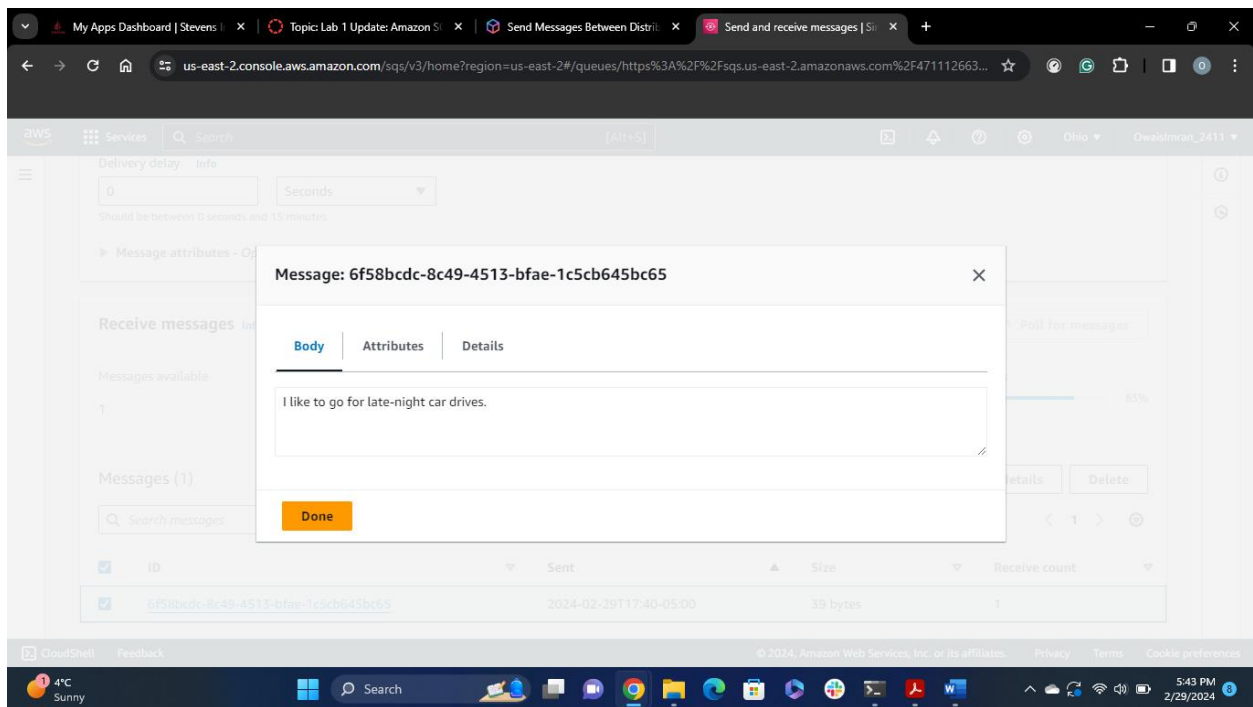 My Apps Dashboard | Stevens I
Topic: Lab 1 Update: Amazon S
Send Messages Between Distrib
Send and receive messages | Si
us-east-2.console.aws.amazon.com/sqs/v3/home?region=us-east-2#/queues/https%3A%2F%2Fsqs.us-east-2.amazonaws.com%2F471112663...
aws Services Search [Alt+S] Ohio OwaisImran_2411
Delivery delay Info
0 Seconds
Should be between 0 seconds and 15 minutes.
Message attributes - Op
Message: 6f58bcdc-8c49-4513-bfae-1c5cb645bc65
Receive messages Inf
Poll for messages
Body Attributes Details
Messages available
1
83%
I like to go for late-night car drives.
Messages (1)
etails Delete
Search messages
1
Done
ID Sent Size Receive count
6f58bcdc-8c49-4513-bfae-1c5cb645bc65 2024-02-29T17:40-05:00 39 bytes 1
CloudShell Feedback © 2024, Amazon Web Services, Inc. or its affiliates. Privacy Terms Cookie preferences
1 4°C
Sunny
Search
5:43 PM
2/29/2024
8